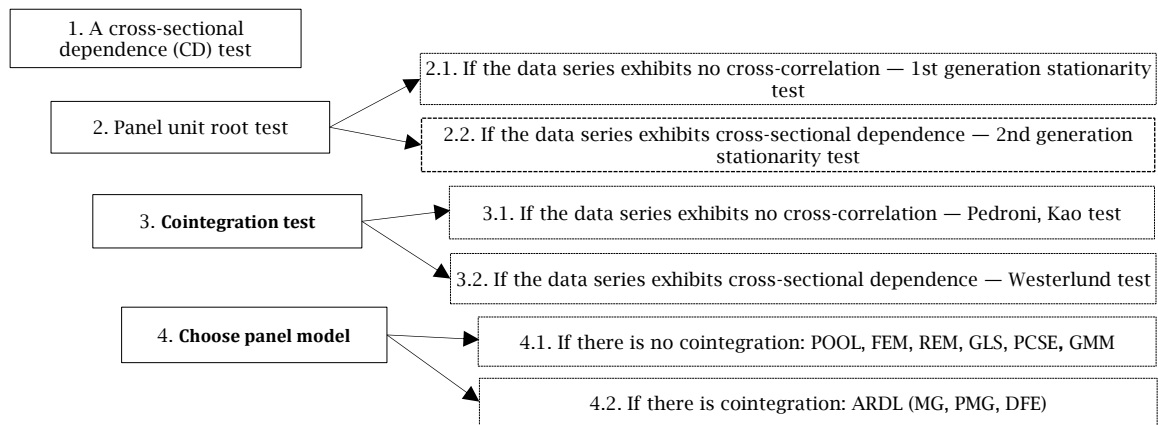 1. A cross-sectional
dependence (CD) test
2. Panel unit root test
2.1. If the data series exhibits no cross-correlation — 1st generation stationarity
test
2.2. If the data series exhibits cross-sectional dependence — 2nd generation
stationarity test
3. Cointegration test
3.1. If the data series exhibits no cross-correlation — Pedroni, Kao test
3.2. If the data series exhibits cross-sectional dependence — Westerlund test
4. Choose panel model
4.1. If there is no cointegration: POOL, FEM, REM, GLS, PCSE, GMM
4.2. If there is cointegration: ARDL (MG, PMG, DFE)